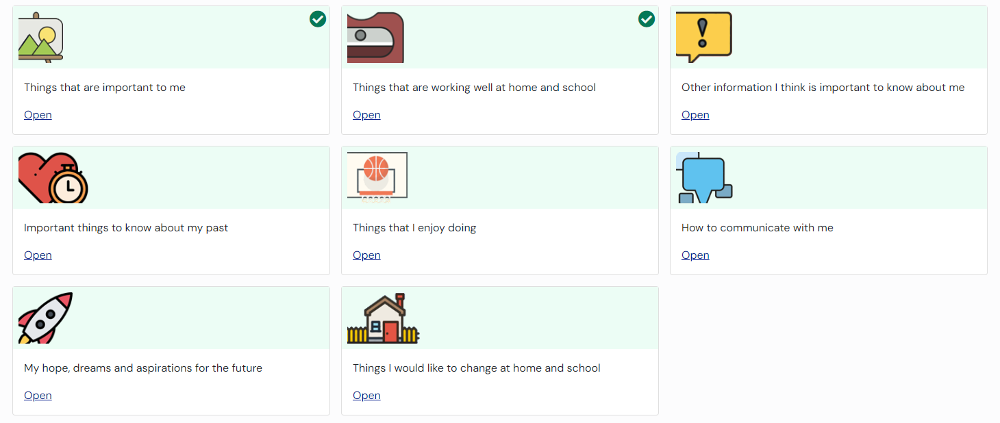 Things that are important to me
Open
Things that are working well at home and school
Open
Other information I think is important to know about me
Open
Important things to know about my past
Open
Things that I enjoy doing
Open
How to communicate with me
Open
My hope, dreams and aspirations for the future
Open
Things I would like to change at home and school
Open